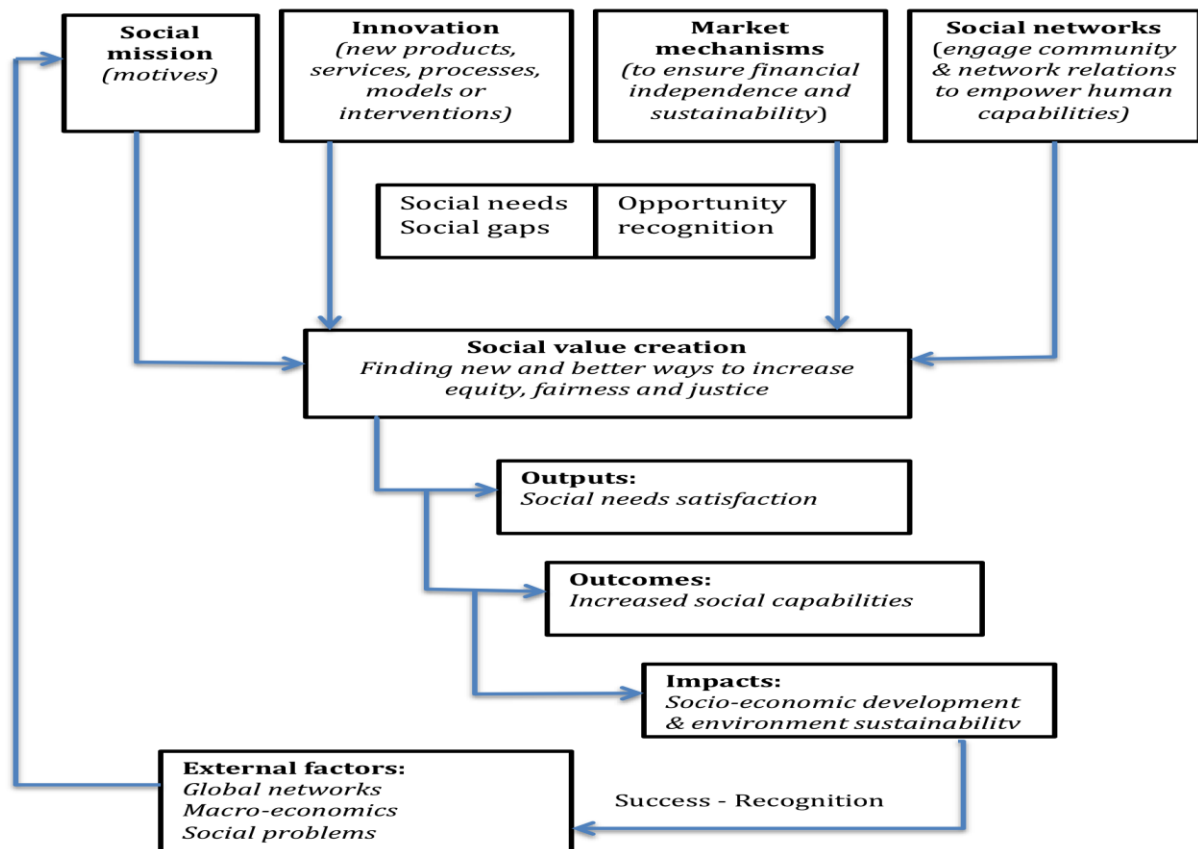 Social
mission
(motives)
Innovation
(new products,
services, processes,
models or
interventions)
Market
mechanisms
(to ensure financial
independence and
sustainability)
Social networks
(engage community
& network relations
to empower human
capabilities)
Social needs
Social gaps
Opportunity
recognition
Social value creation
Finding new and better ways to increase
equity, fairness and justice
Outputs:
Social needs satisfaction
Outcomes:
Increased social capabilities
Impacts:
Socio-economic development
& environment sustainability
External factors:
Global networks
Macro-economics
Social problems
Success - Recognition